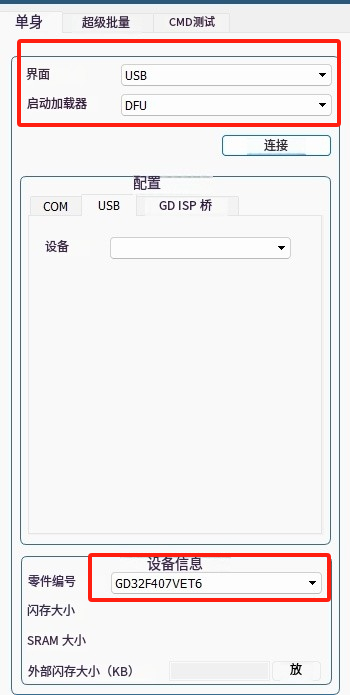 单身 超级批量 CMD测试
界面 USB
启动加载器 DFU
连接
配置
COM USB GD ISP 桥
设备
设备信息
零件编号 GD32F407VET6
闪存大小
SRAM 大小
外部闪存大小（KB） 放